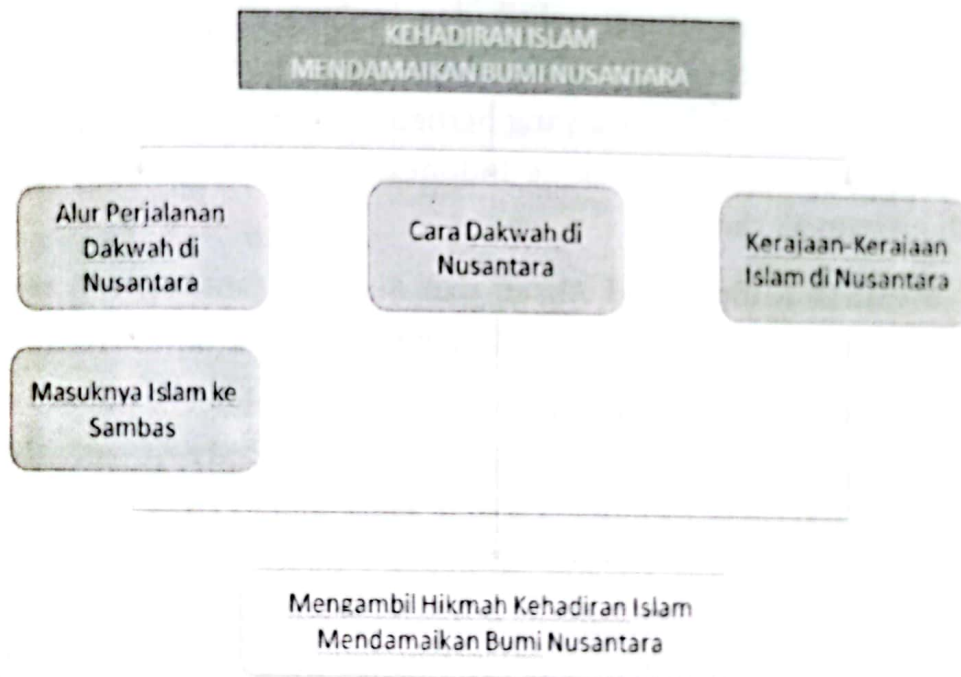 KEHADIRAN ISLAM
MENDAMAIKAN BUMI NUSANTARA
Alur Perjalanan
Dakwah di
Nusantara
Cara Dakwah di
Nusantara
Kerajaan-Kerajaan
Islam di Nusantara
Masuknya Islam ke
Sambas
Mengambil Hikmah Kehadiran Islam
Mendamaikan Bumi Nusantara